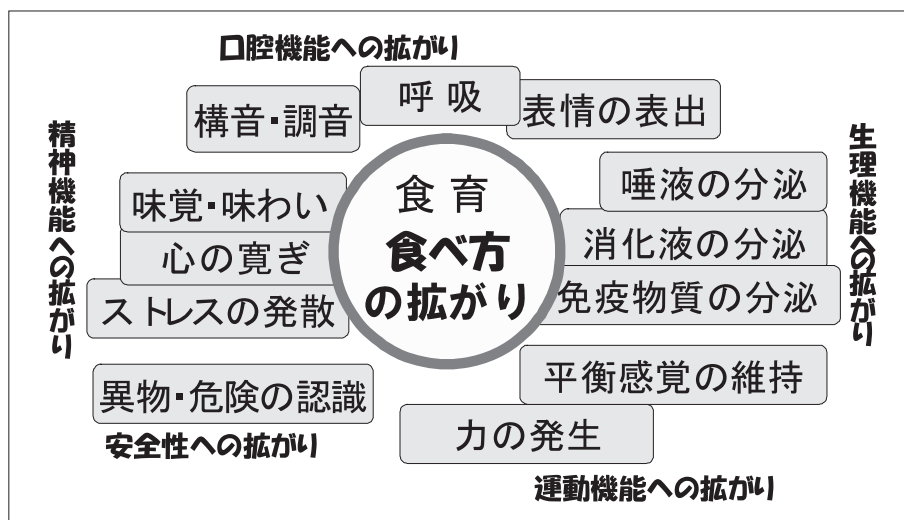 口腔機能への拡がり
構音・調音
呼吸
表情の表出
精神機能への拡がり
味覚・味わい
心の寛ぎ
ストレスの発散
食育
食べ方
の拡がり
生理機能への拡がり
唾液の分泌
消化液の分泌
免疫物質の分泌
異物・危険の認識
安全性への拡がり
平衡感覚の維持
力の発生
運動機能への拡がり